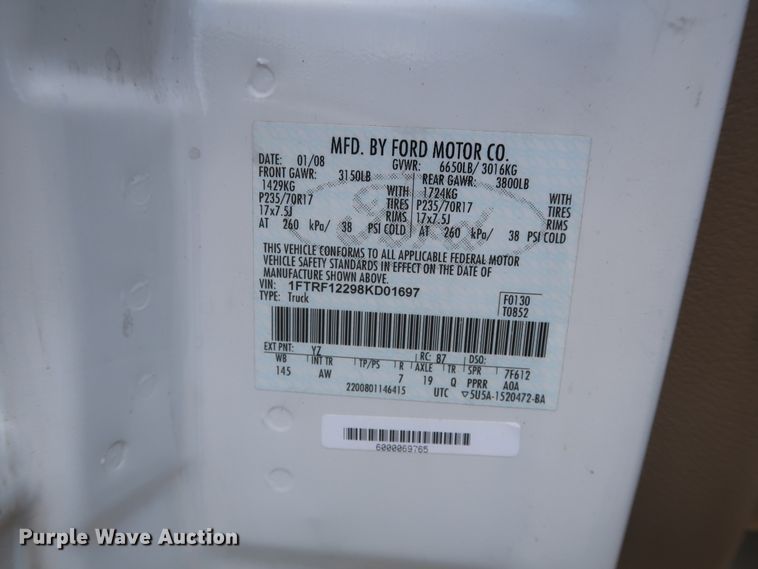 MFD. BY FORD MOTOR CO.
DATE: 01/08 GVWR: 6650LB/ 3016KG
FRONT GAWR: 3150LB REAR GAWR: 3800LB
1429KG WITH 1724KG WITH
P235/70R17 TIRES P235/70R17 TIRES
17x7.5J RIMS 17x7.5J RIMS
AT 260 kPa/ 38 PSI COLD AT 260 kPa/ 38 PSI COLD
Ford
THIS VEHICLE CONFORMS TO ALL APPLICABLE FEDERAL MOTOR
VEHICLE SAFETY STANDARDS IN EFFECT ON THE DATE OF
MANUFACTURE SHOWN ABOVE.
1FTRF12298KD01697
TYPE: Truck
F0130
T0852
EXT PNT: YZ RC: 87 DSO:
WB INT TR TP/PS R AXLE TR SPR 7F612
145 AW 7 19 Q PPRR AOA
2200801146415 UTC ▽5U5A-1520472-BA
6000069765
Purple Wave Auction